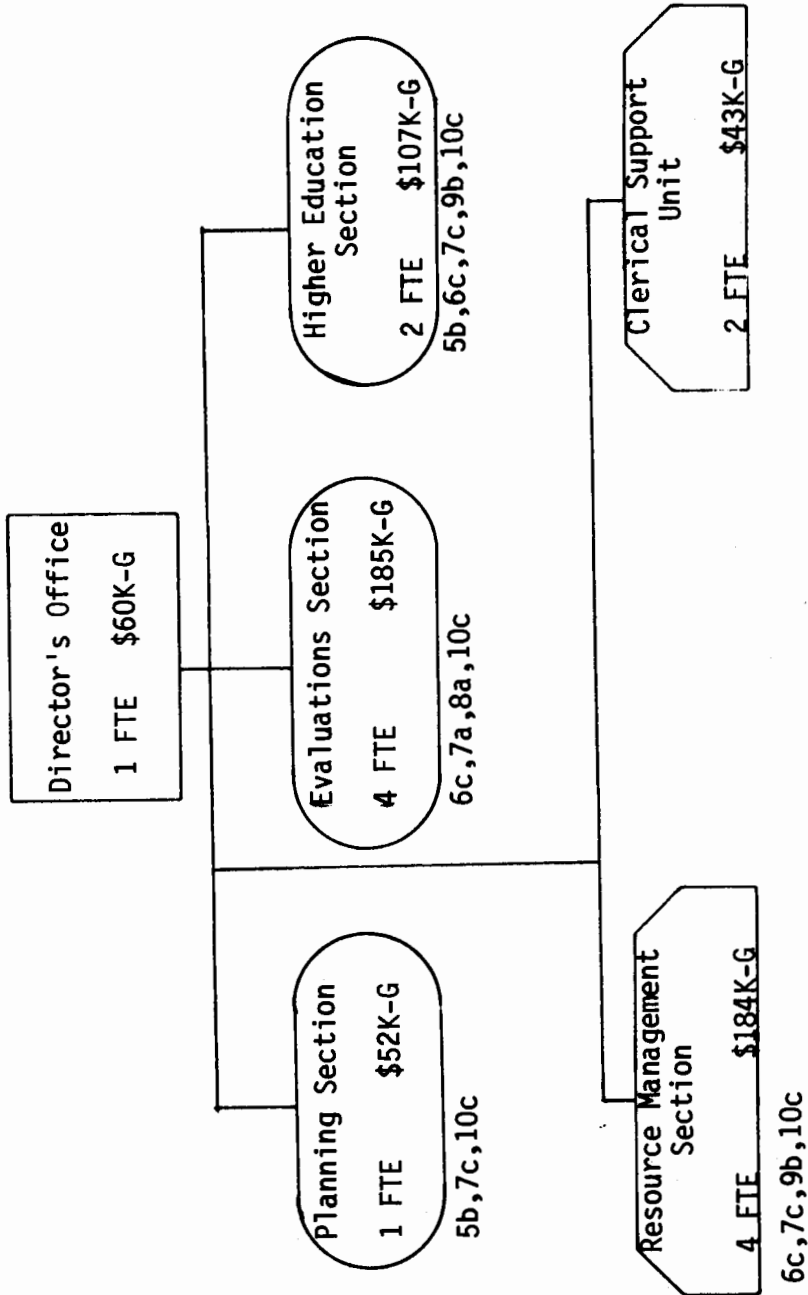 Director's Office
1 FTE $60K-G
Planning Section
1 FTE $52K-G
5b,7c,10c
Evaluations Section
4 FTE $185K-G
6c,7a,8a,10c
Higher Education
Section
2 FTE $107K-G
5b,6c,7c,9b,10c
Resource Management
Section
4 FTE $184K-G
6c,7c,9b,10c
Clerical Support
Unit
2 FTE $43K-G